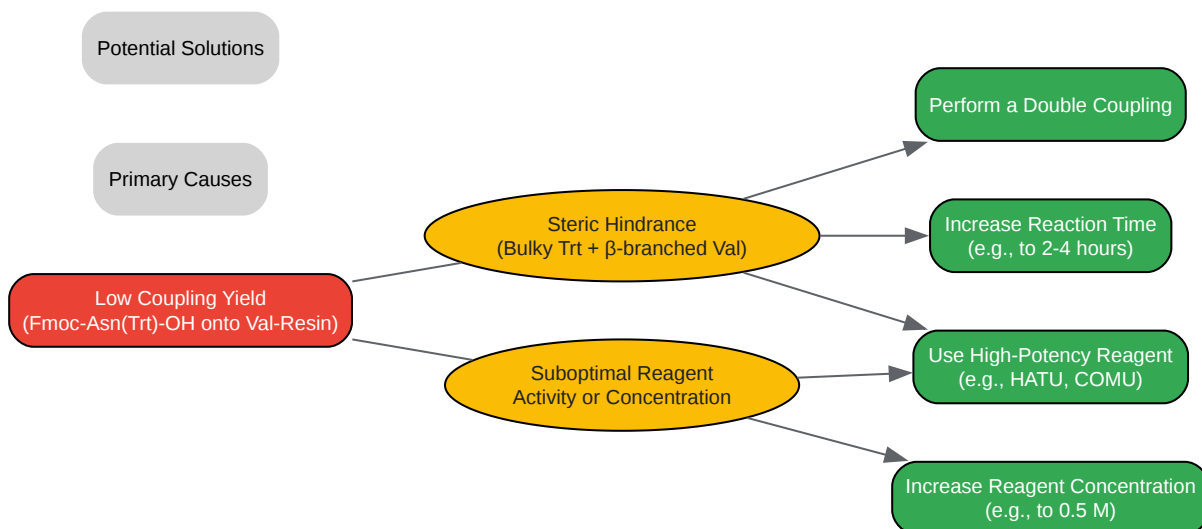 Potential Solutions
Primary Causes
Low Coupling Yield
(Fmoc-Asn(Trt)-OH onto Val-Resin)
Steric Hindrance
(Bulky Trt + β-branched Val)
Suboptimal Reagent
Activity or Concentration
Perform a Double Coupling
Increase Reaction Time
(e.g., to 2-4 hours)
Use High-Potency Reagent
(e.g., HATU, COMU)
Increase Reagent Concentration
(e.g., to 0.5 M)